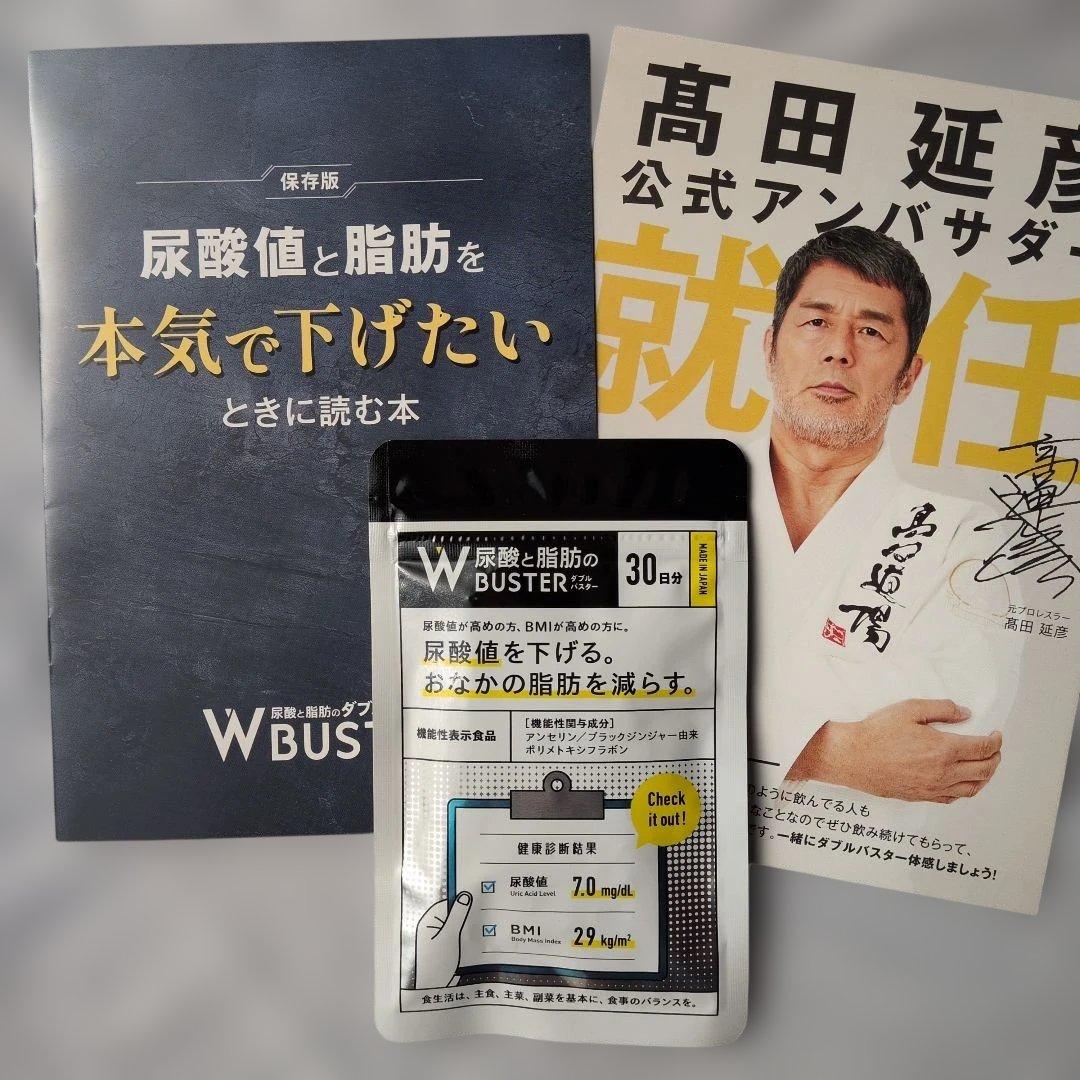 保存版
尿酸値と脂肪を
本気で下げたい
ときに読む本
尿酸と脂肪のダブ
W BUST
髙田延彦
公式アンバサダー
就任
髙田道場
元プロレスラー
髙田 延彦
のように飲んでる人も
なことなのでぜひ飲み続けてもらって、
です。一緒にダブルバスター体感しましょう!
W 尿酸と脂肪の
BUSTER ダブルバスター
30日分
MADE IN JAPAN
尿酸値が高めの方、BMIが高めの方に。
尿酸値を下げる。
おなかの脂肪を減らす。
機能性表示食品
[機能性関与成分]
アンセリン／ブラックジンジャー由来
ポリメトキシフラボン
Check
it out!
健康診断結果
尿酸値 7.0 mg/dL
Uric Acid Level
BMI 29 kg/m²
Body Mass Index
食生活は、主食、主菜、副菜を基本に、食事のバランスを。